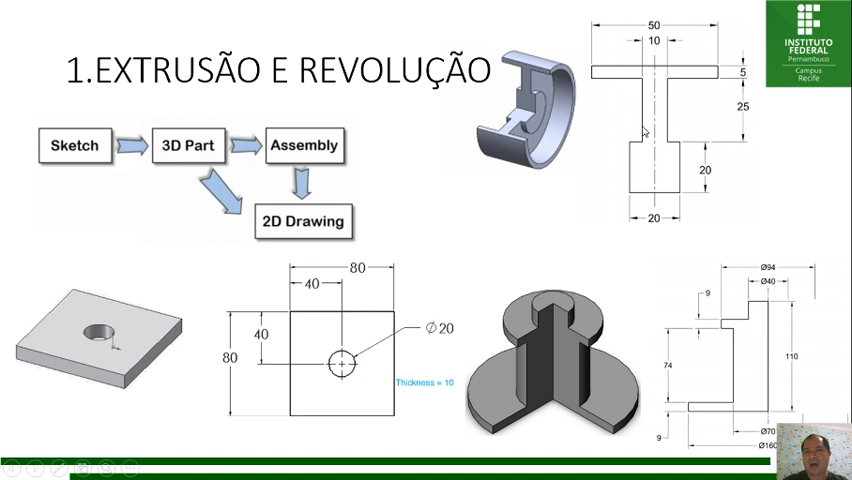 1.EXTRUSÃO E REVOLUÇÃO
INSTITUTO
FEDERAL
Pernambuco
Campus
Recife
50
10
5
25
20
20
Sketch
3D Part
Assembly
2D Drawing
80
40
40
80
∅20
Thickness = 10
Ø94
Ø40
9
74
110
9
Ø70
Ø160